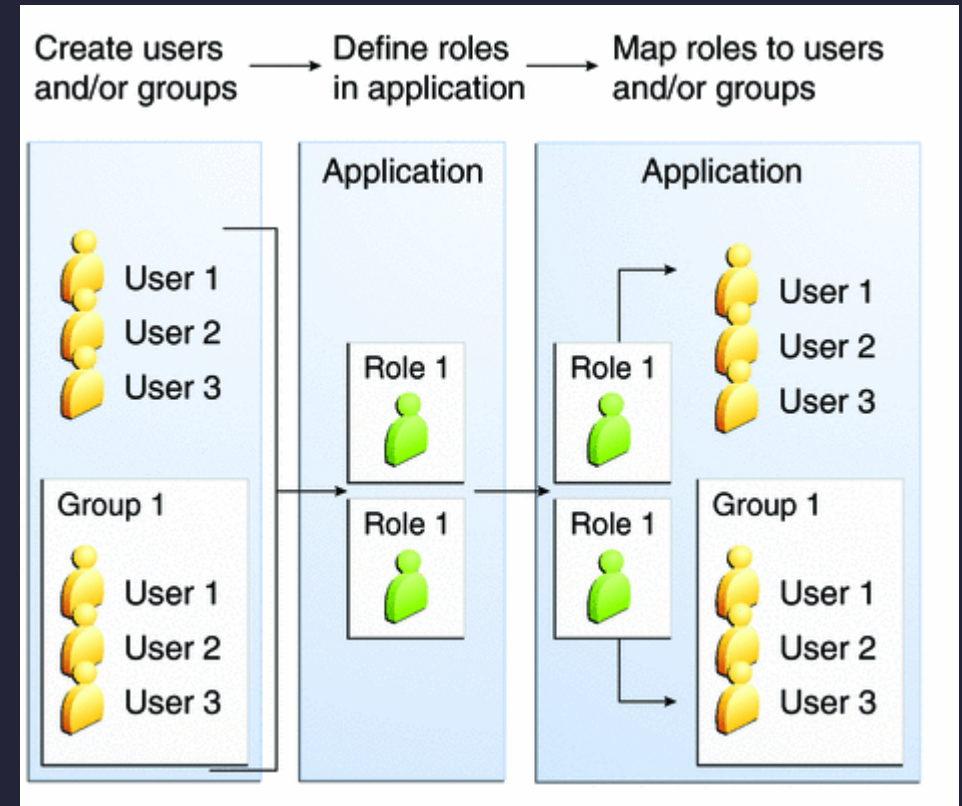 Create users
and/or groups
Define roles
in application
Map roles to users
and/or groups
User 1
User 2
User 3
Group 1
User 1
User 2
User 3
Application
Role 1
Role 1
Application
Role 1
Role 1
User 1
User 2
User 3
Group 1
User 1
User 2
User 3